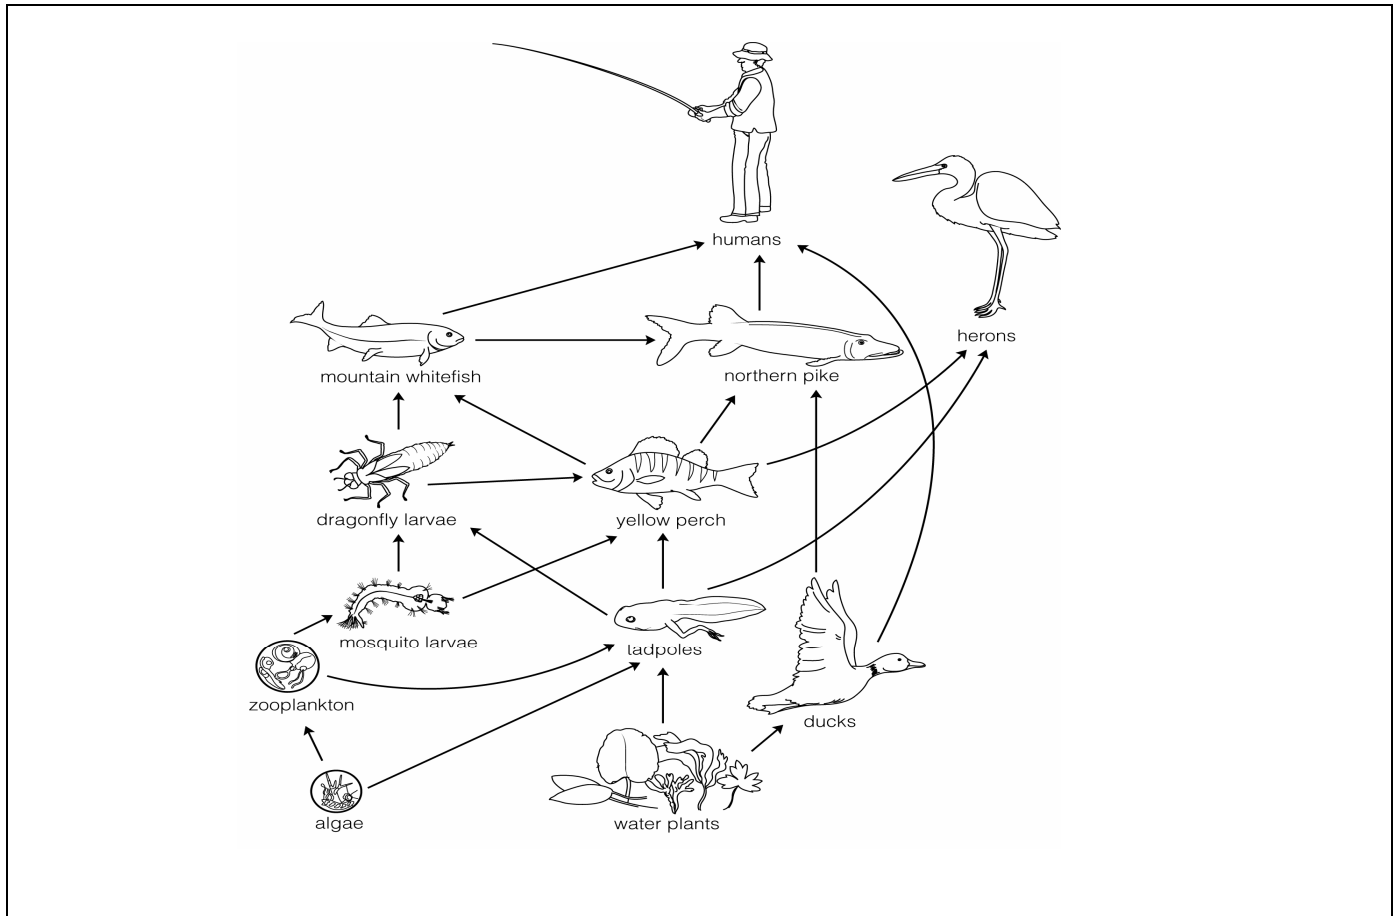 humans
herons
mountain whitefish
northern pike
dragonfly larvae
yellow perch
mosquito larvae
tadpoles
zooplankton
ducks
algae
water plants